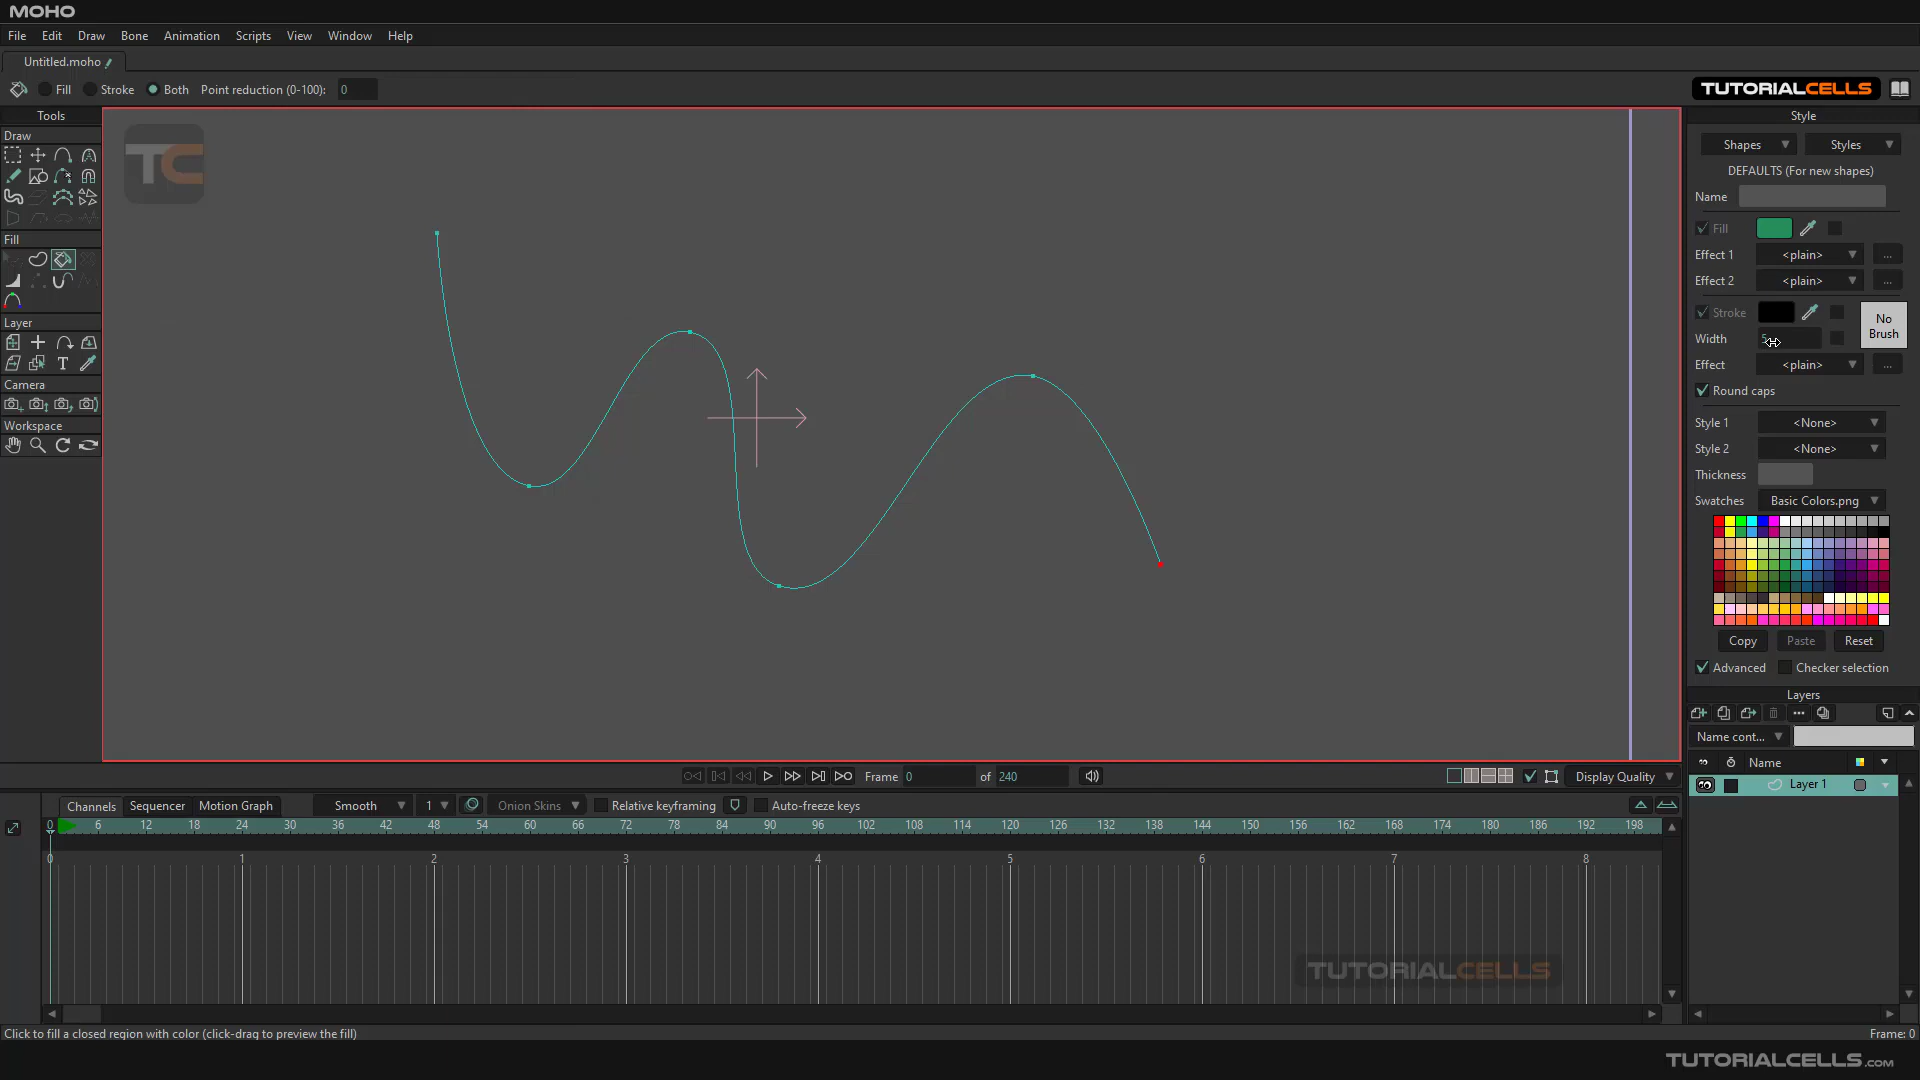 MOHO
File Edit Draw Bone Animation Scripts View Window Help
Untitled.moho
Fill Stroke Both Point reduction (0-100): 0
TUTORIALCELLS
Tools
Draw
Fill
Layer
T
Camera
Workspace
TC
Style
Shapes Styles
DEFAULTS (For new shapes)
Name
Fill
Effect 1 <plain> ...
Effect 2 <plain> ...
Stroke
No
Brush
Width
Effect <plain> ...
Round caps
Style 1 <None>
Style 2 <None>
Thickness
Swatches Basic Colors.png
Copy Paste Reset
Advanced Checker selection
Layers
Name cont...
Name
Layer 1
Frame 0 of 240
Display Quality
Channels Sequencer Motion Graph Smooth 1 Onion Skins Relative keyframing Auto-freeze keys
0 6 12 18 24 30 36 42 48 54 60 66 72 78 84 90 96 102 108 114 120 126 132 138 144 150 156 162 168 174 180 186 192 198
0 1 2 3 4 5 6 7 8
TUTORIALCELLS
Click to fill a closed region with color (click-drag to preview the fill)
Frame: 0
TUTORIALCELLS.COM